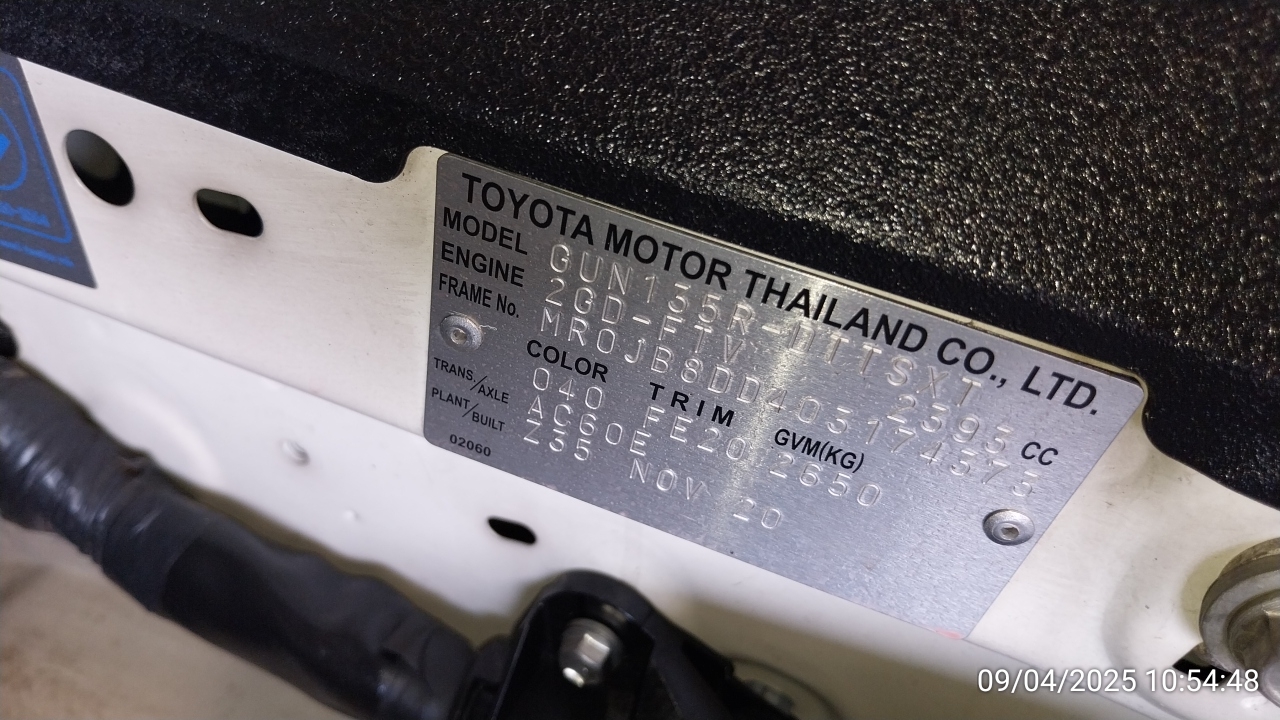 TOYOTA MOTOR THAILAND CO., LTD.
MODEL GUN135R-DTTSXT
ENGINE 2GD-FTV 2393 CC
FRAME No. MR0JB8DD403174373
COLOR TRIM GVM(KG)
040 FE20 2650
TRANS./AXLE AC60E
PLANT/BUILT Z35 NOV 20
02060
09/04/2025 10:54:48